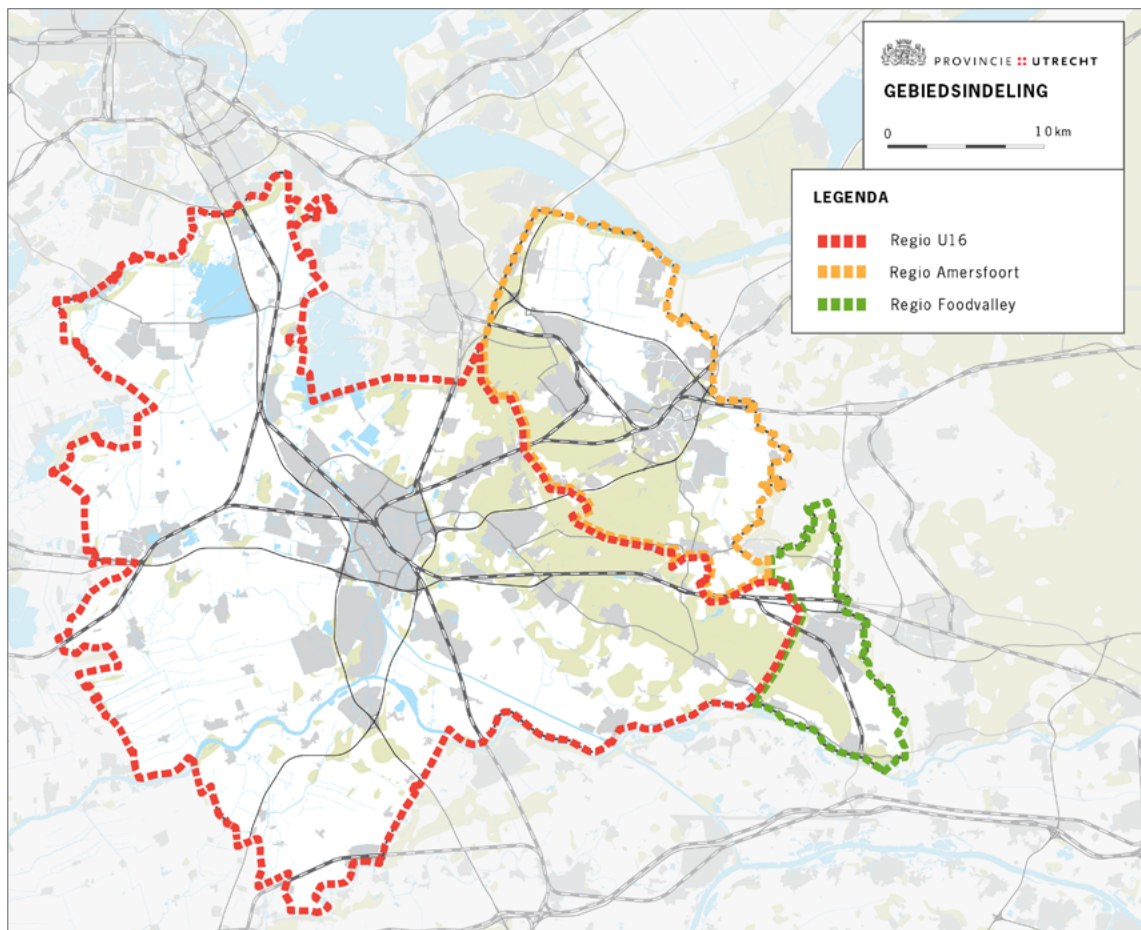 PROVINCIE UTRECHT
GEBIEDSINDELING
0 10 km
LEGENDA
Regio U16
Regio Amersfoort
Regio Foodvalley